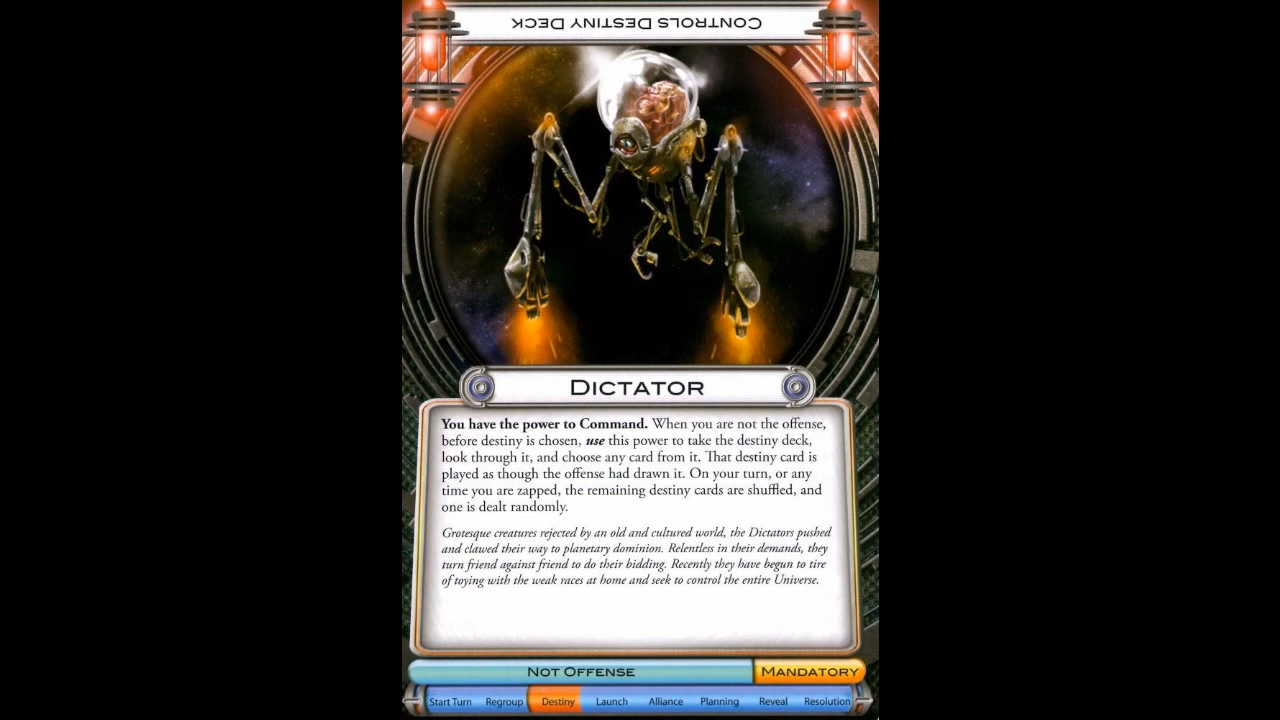 CONTROLS DESTINY DECK
DICTATOR
You have the power to Command. When you are not the offense,
before destiny is chosen, use this power to take the destiny deck,
look through it, and choose any card from it. That destiny card is
played as though the offense had drawn it. On your turn, or any
time you are zapped, the remaining destiny cards are shuffled, and
one is dealt randomly.
Grotesque creatures rejected by an old and cultured world, the Dictators pushed
and clawed their way to planetary dominion. Relentless in their demands, they
turn friend against friend to do their bidding. Recently they have begun to tire
of toying with the weak races at home and seek to control the entire Universe.
NOT OFFENSE MANDATORY
Start Turn Regroup Destiny Launch Alliance Planning Reveal Resolution